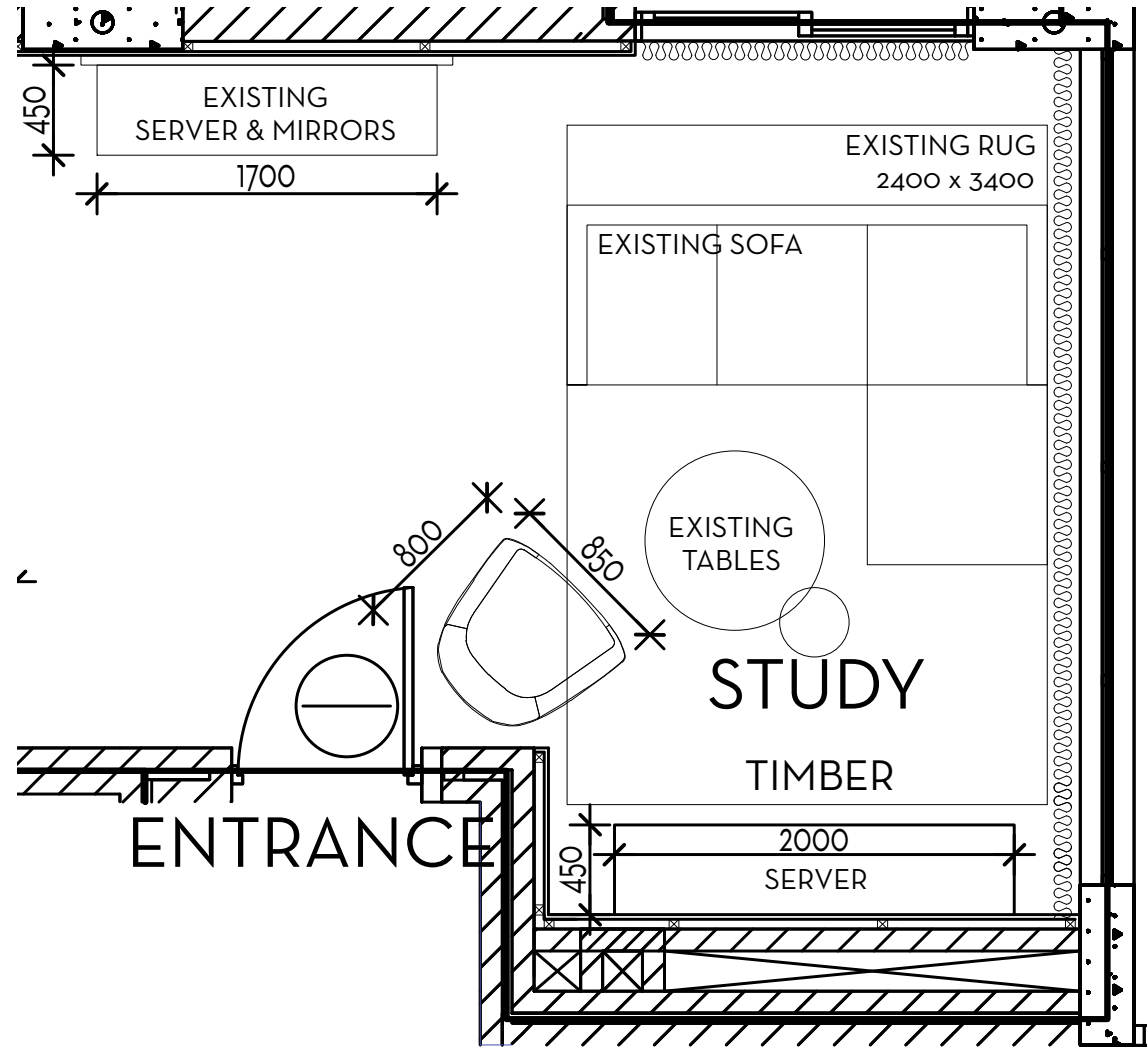 EXISTING
SERVER & MIRRORS
450
1700
EXISTING RUG
2400 x 3400
EXISTING SOFA
800
850
EXISTING
TABLES
STUDY
TIMBER
ENTRANCE
2000
450
SERVER